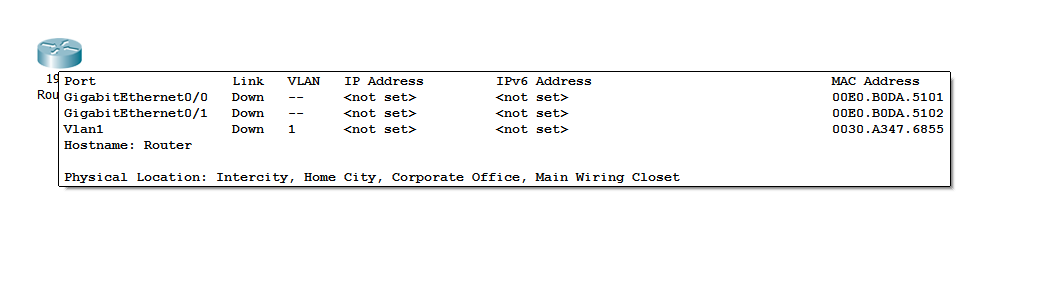 19
Rou
Port Link VLAN IP Address IPv6 Address MAC Address
GigabitEthernet0/0 Down -- <not set> <not set> 00E0.B0DA.5101
GigabitEthernet0/1 Down -- <not set> <not set> 00E0.B0DA.5102
Vlan1 Down 1 <not set> <not set> 0030.A347.6855
Hostname: Router
Physical Location: Intercity, Home City, Corporate Office, Main Wiring Closet